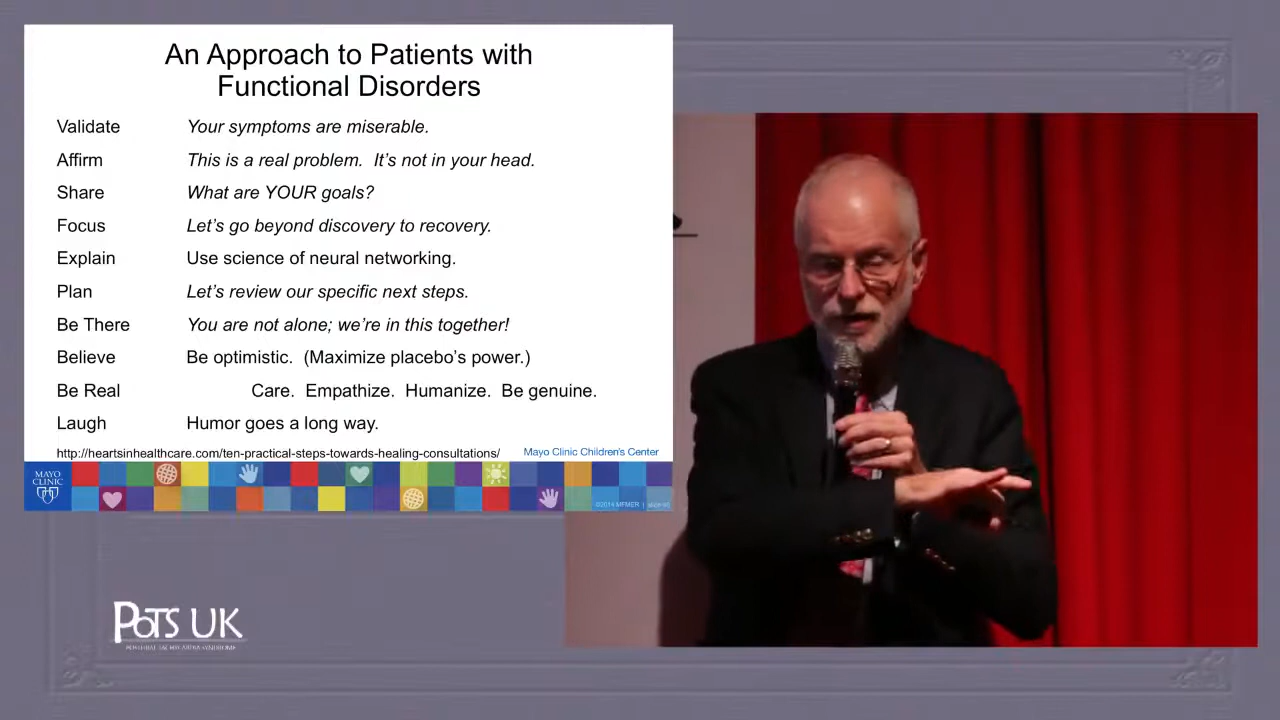 An Approach to Patients with
Functional Disorders
Validate Your symptoms are miserable.
Affirm This is a real problem. It's not in your head.
Share What are YOUR goals?
Focus Let's go beyond discovery to recovery.
Explain Use science of neural networking.
Plan Let's review our specific next steps.
Be There You are not alone; we're in this together!
Believe Be optimistic. (Maximize placebo's power.)
Be Real Care. Empathize. Humanize. Be genuine.
Laugh Humor goes a long way.
http://heartsinhealthcare.com/ten-practical-steps-towards-healing-consultations/ Mayo Clinic Children's Center
MAYO
CLINIC
©2014 MFMER |
PoTS UK